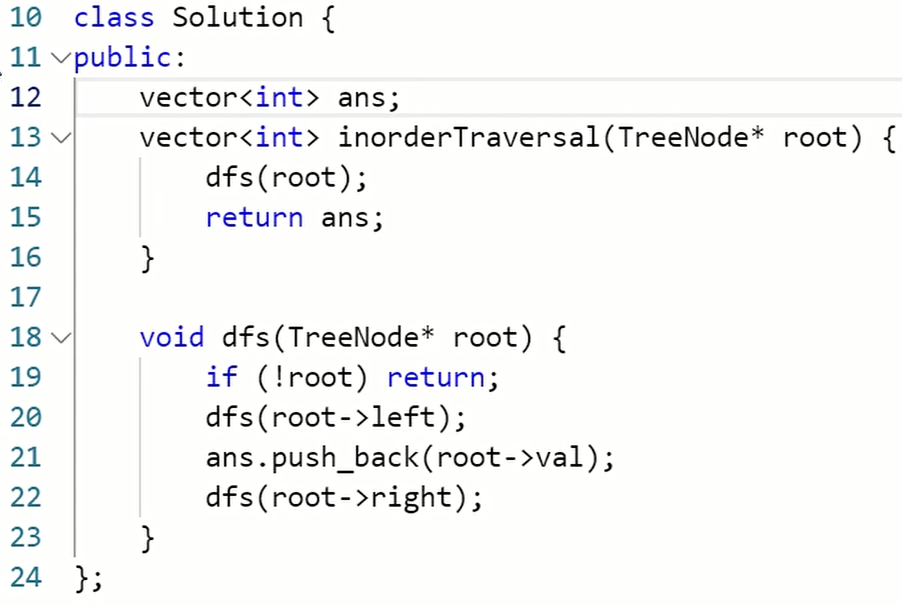 10 class Solution {
11 public:
12     vector<int> ans;
13     vector<int> inorderTraversal(TreeNode* root) {
14         dfs(root);
15         return ans;
16     }
17
18     void dfs(TreeNode* root) {
19         if (!root) return;
20         dfs(root->left);
21         ans.push_back(root->val);
22         dfs(root->right);
23     }
24 };